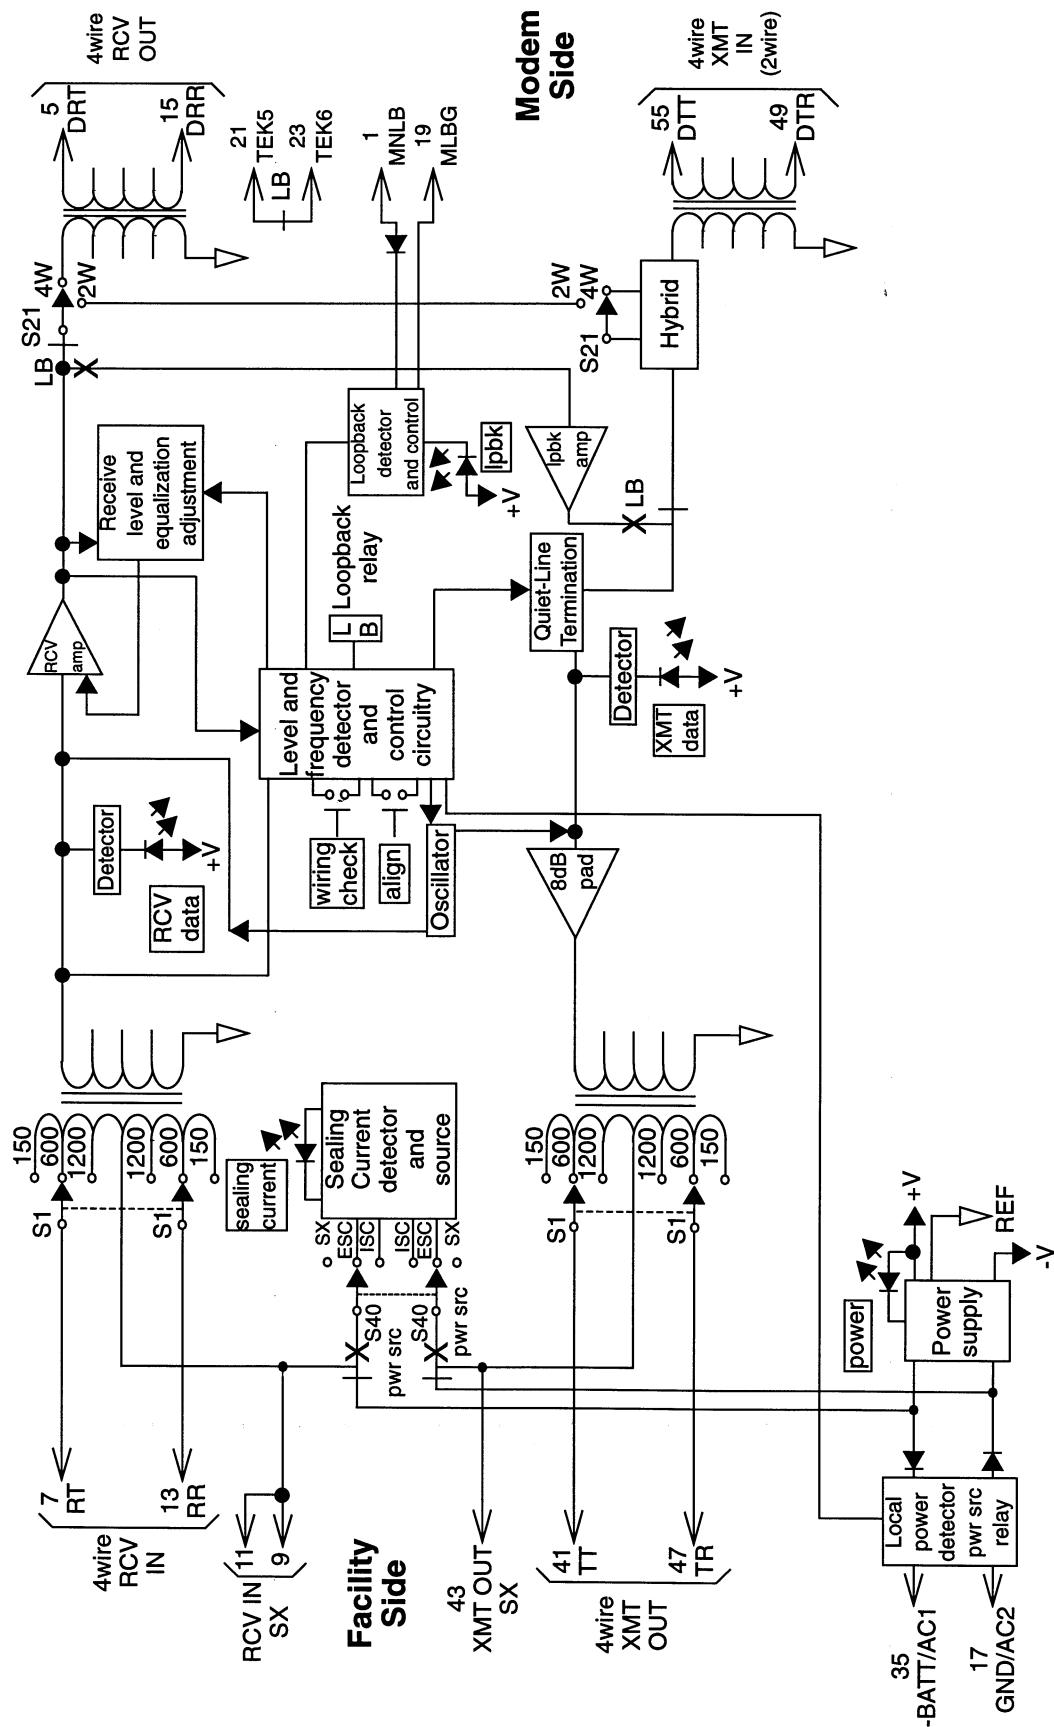 4wire
RCV
IN
7
RT
13
RR
S1
S1
150
600
1200
1200
600
150
RCV
data
Detector
+V
RCV
amp
Receive
level and
equalization
adjustment
LB
S21
4W
2W
5
DRT
15
DRR
4wire
RCV
OUT
RCV IN
SX
11
9
sealing
current
Sealing
Current
detector
and
source
SX
ESC
ISC
ISC
ESC
SX
S40
pwr src
S40
pwr src
wiring
check
align
Oscillator
Level and
frequency
detector
and
control
circuitry
L
B
Loopback
relay
Loopback
detector
and control
lpbk
+V
21
TEK5
LB
23
TEK6
1
MNLB
19
MLBG
Facility
Side
Modem
Side
43
XMT OUT
SX
4wire
XMT
OUT
41
TT
47
TR
S1
S1
150
600
1200
1200
600
150
8dB
pad
Quiet-Line
Termination
Detector
XMT
data
+V
lpbk
amp
LB
S21
2W
4W
Hybrid
55
DTT
49
DTR
4wire
XMT
IN
(2wire)
35
-BATT/AC1
17
GND/AC2
Local
power
detector
pwr src
relay
power
Power
supply
+V
REF
-V